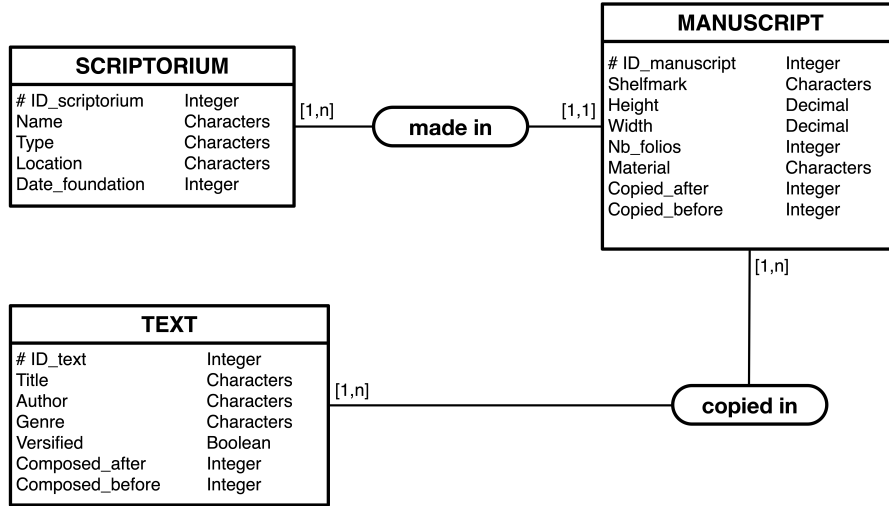 SCRIPTORIUM
# ID_scriptorium Integer
Name Characters
Type Characters
Location Characters
Date_foundation Integer
[1,n]
made in
[1,1]
MANUSCRIPT
# ID_manuscript Integer
Shelfmark Characters
Height Decimal
Width Decimal
Nb_folios Integer
Material Characters
Copied_after Integer
Copied_before Integer
[1,n]
TEXT
# ID_text Integer
Title Characters
Author Characters
Genre Characters
Versified Boolean
Composed_after Integer
Composed_before Integer
[1,n]
copied in